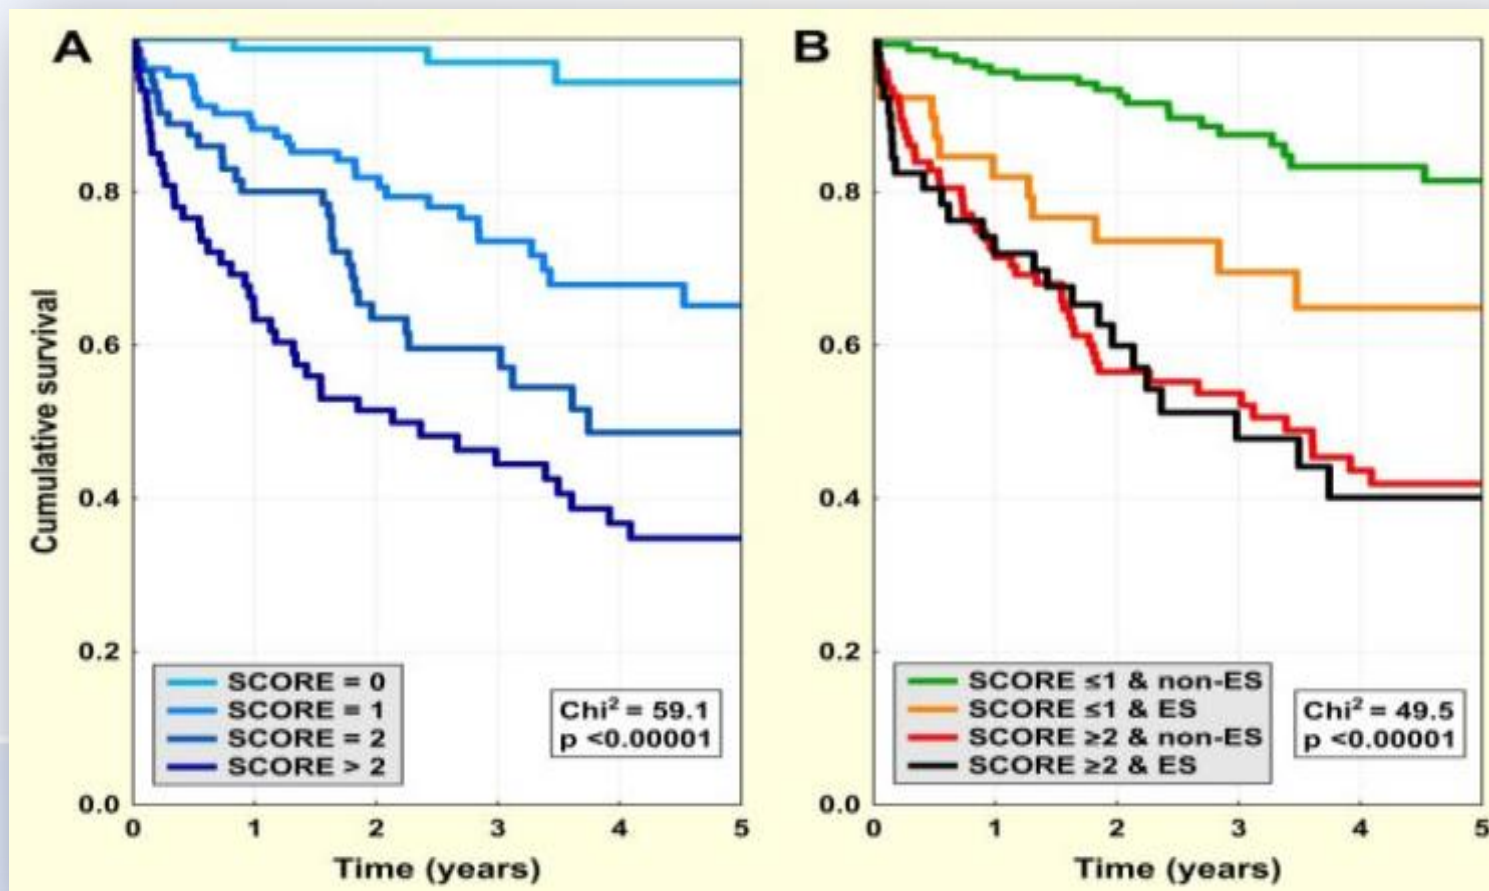 A
Cumulative survival
0.8
0.6
0.4
0.2
0.0
SCORE = 0
SCORE = 1
SCORE = 2
SCORE > 2
Chi² = 59.1
p <0.00001
0 1 2 3 4 5
Time (years)
B
0.8
0.6
0.4
0.2
0.0
SCORE ≤1 & non-ES
SCORE ≤1 & ES
SCORE ≥2 & non-ES
SCORE ≥2 & ES
Chi² = 49.5
p <0.00001
0 1 2 3 4 5
Time (years)